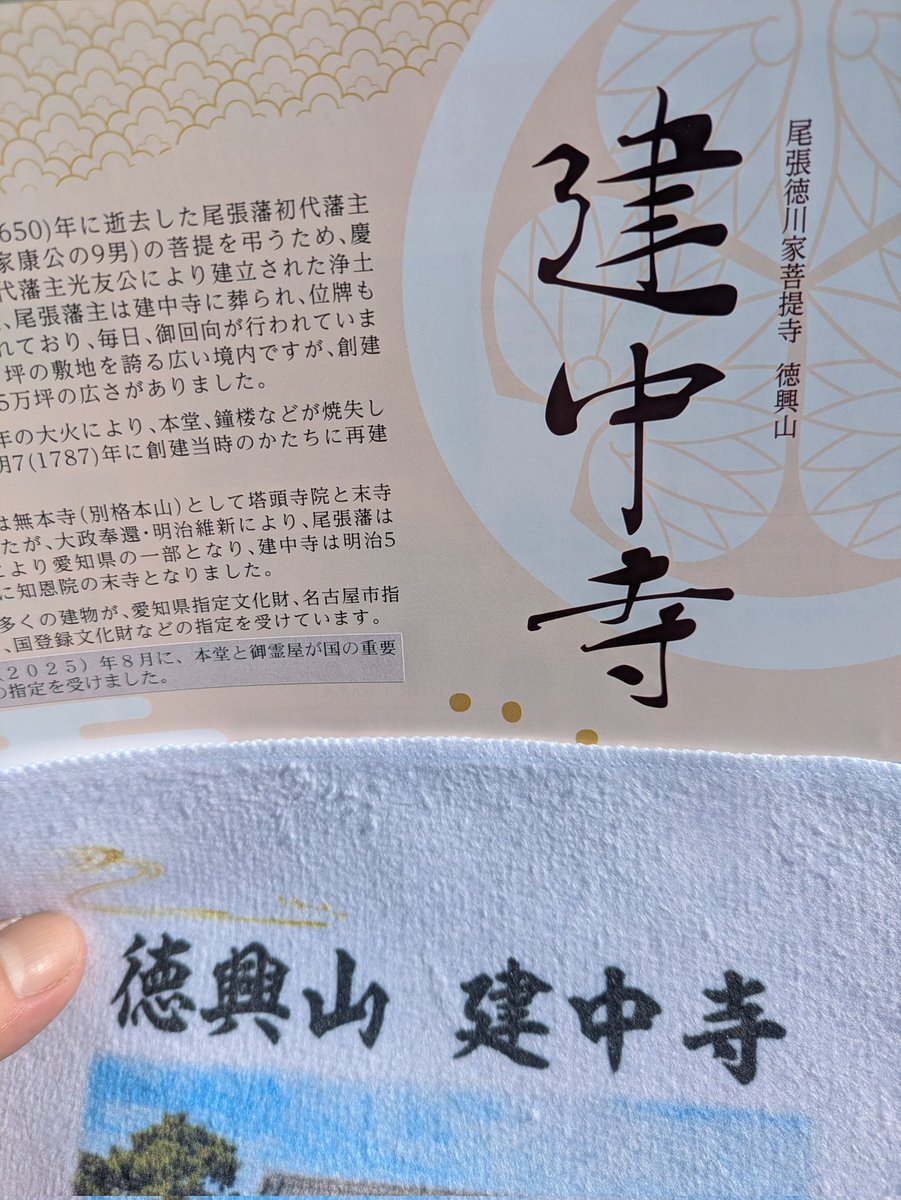 尾張徳川家菩提寺 徳興山
建中寺
650)年に逝去した尾張藩初代藩主
家康公の9男)の菩提を弔うため、慶
代藩主光友公により建立された浄土
、尾張藩主は建中寺に葬られ、位牌も
れており、毎日、御回向が行われていま
坪の敷地を誇る広い境内ですが、創建
5万坪の広さがありました。
年の大火により、本堂、鐘楼などが焼失し
明7(1787)年に創建当時のかたちに再建
は無本寺(別格本山)として塔頭寺院と末寺
たが、大政奉還・明治維新により、尾張藩は
により愛知県の一部となり、建中寺は明治5
に知恩院の末寺となりました。
多くの建物が、愛知県指定文化財、名古屋市指
、国登録文化財などの指定を受けています。
(2025)年8月に、本堂と御霊屋が国の重要
の指定を受けました。
徳興山 建中寺